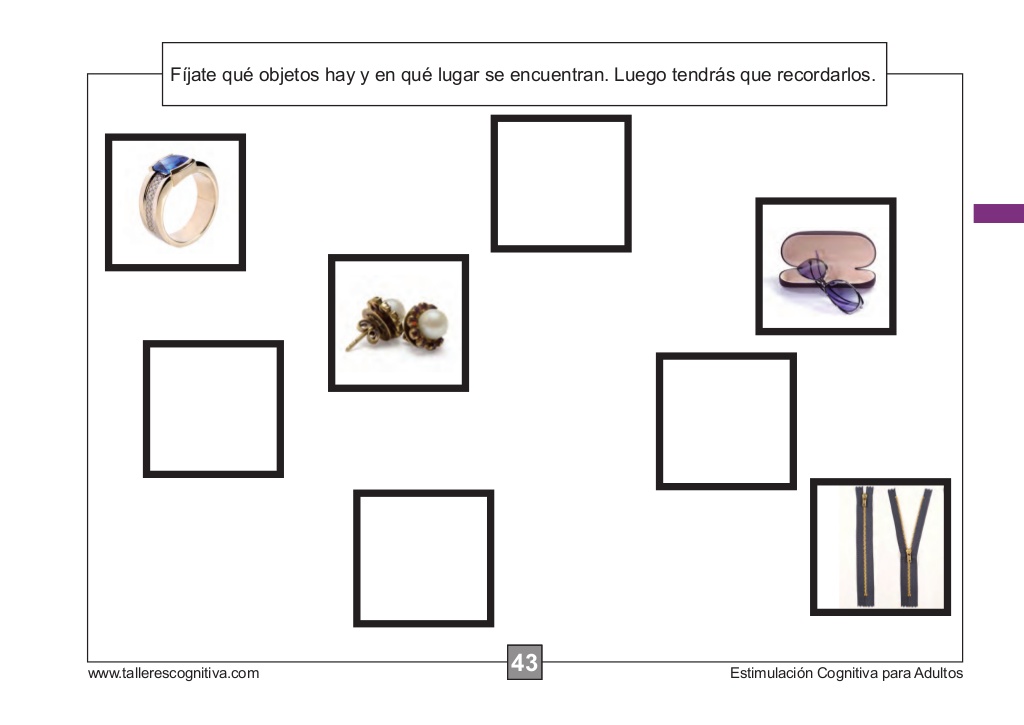 Fíjate qué objetos hay y en qué lugar se encuentran. Luego tendrás que recordarlos.
www.tallerescognitiva.com
43
Estimulación Cognitiva para Adultos